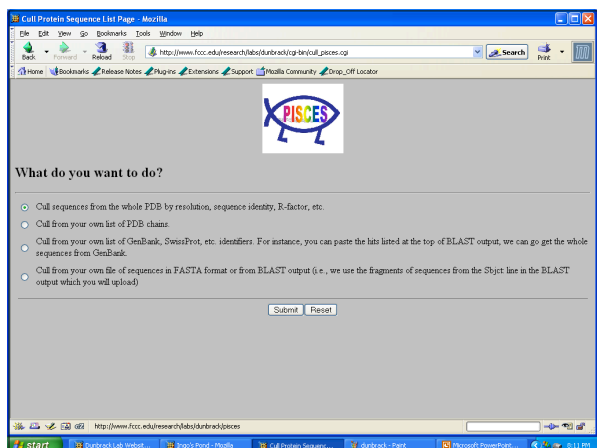 Cull Protein Sequence List Page - Mozilla
File Edit View Go Bookmarks Tools Window Help
Back Forward Reload Stop http://www.fccc.edu/research/labs/dunbrack/cgi-bin/cull_pisces.cgi Search Print
Home Bookmarks Release Notes Plug-ins Extensions Support Mozilla Community Drop_Off Locator
PISCES
What do you want to do?
Cull sequences from the whole PDB by resolution, sequence identity, R-factor, etc.
Cull from your own list of PDB chains.
Cull from your own list of GenBank, SwissProt, etc. identifiers. For instance, you can paste the hits listed at the top of BLAST output, we can go get the whole
sequences from GenBank.
Cull from your own file of sequences in FASTA format or from BLAST output (i.e., we use the fragments of sequences from the Sbjct: line in the BLAST
output which you will upload)
Submit Reset
http://www.fccc.edu/research/labs/dunbrack/pisces
start Dunbrack Lab Websit... Ingo's Pond - Mozilla Cull Protein Sequenc... dunbrack - Paint Microsoft PowerPoint... 8:11 PM